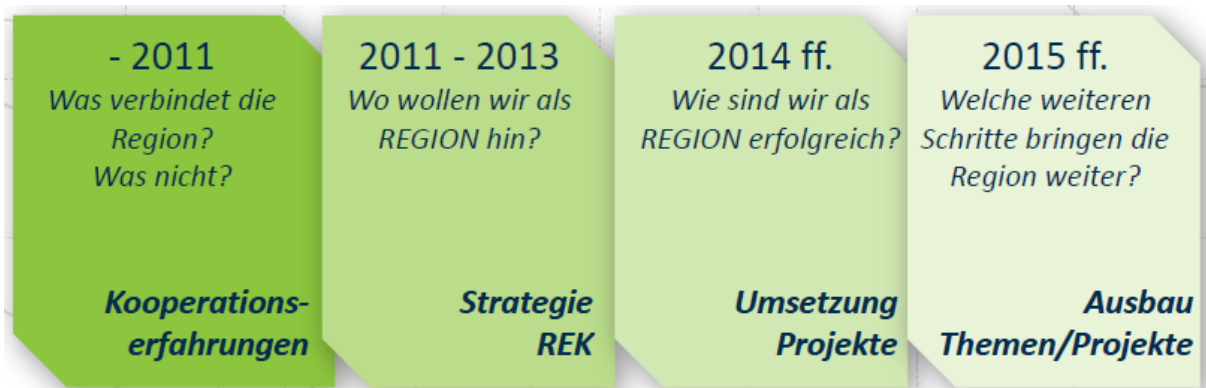 - 2011
Was verbindet die
Region?
Was nicht?
Kooperations-
erfahrungen
2011 - 2013
Wo wollen wir als
REGION hin?
Strategie
REK
2014 ff.
Wie sind wir als
REGION erfolgreich?
Umsetzung
Projekte
2015 ff.
Welche weiteren
Schritte bringen die
Region weiter?
Ausbau
Themen/Projekte